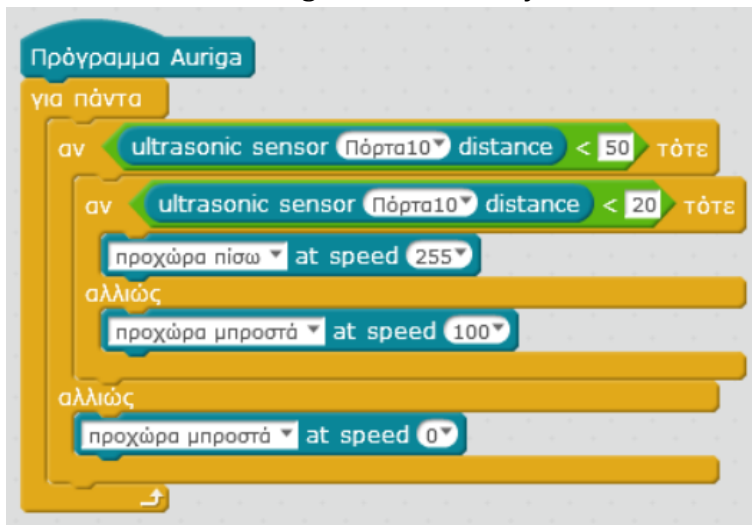 Πρόγραμμα Auriga
για πάντα
αν ultrasonic sensor Πόρτα10 distance < 50 τότε
αν ultrasonic sensor Πόρτα10 distance < 20 τότε
προχώρα πίσω at speed 255
αλλιώς
προχώρα μπροστά at speed 100
αλλιώς
προχώρα μπροστά at speed 0